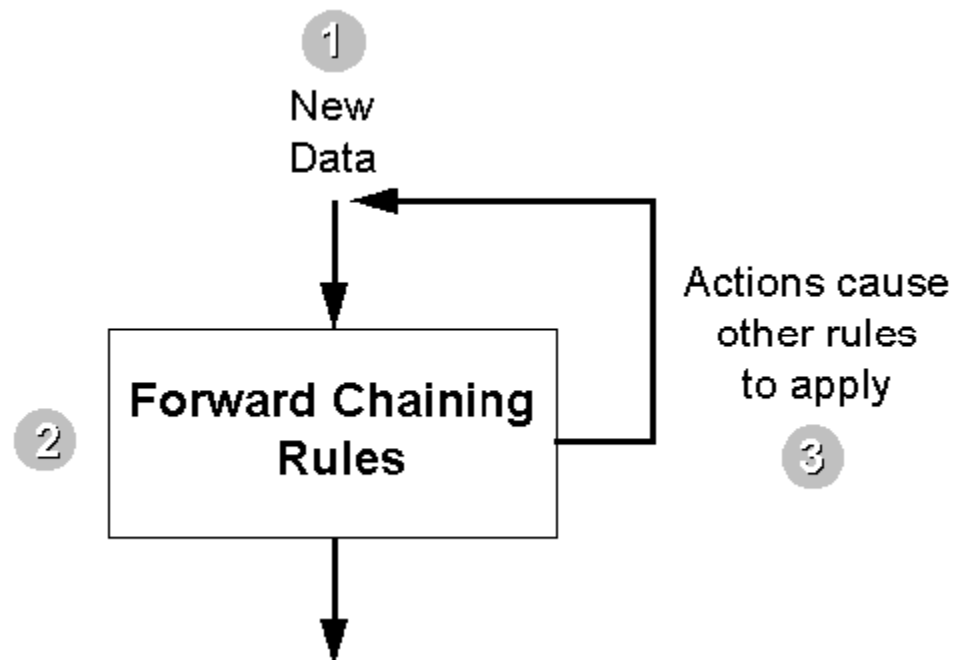 1
New
Data
Actions cause
other rules
to apply
Forward Chaining
Rules
2
3